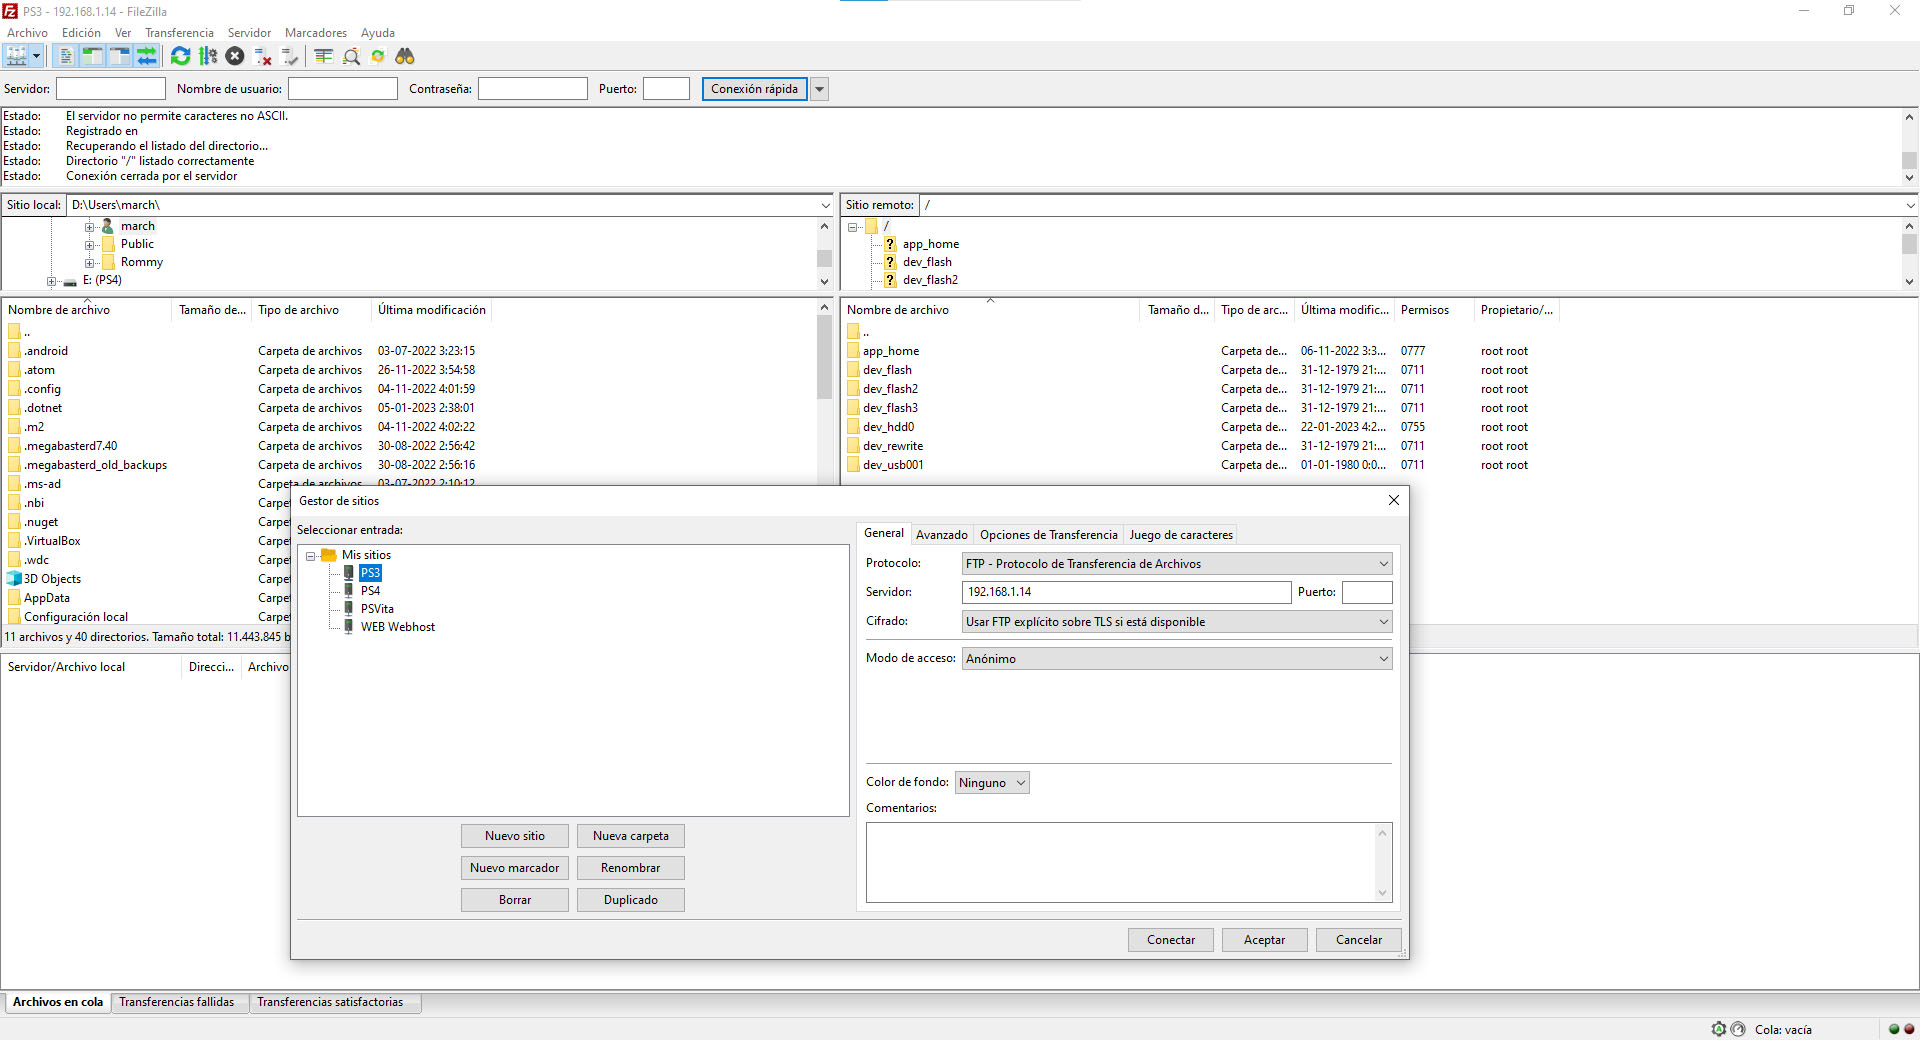 PS3 - 192.168.1.14 - FileZilla
Archivo Edición Ver Transferencia Servidor Marcadores Ayuda
Servidor: Nombre de usuario: Contraseña: Puerto: Conexión rápida
Estado: El servidor no permite caracteres no ASCII.
Estado: Registrado en
Estado: Recuperando el listado del directorio...
Estado: Directorio "/" listado correctamente
Estado: Conexión cerrada por el servidor
Sitio local: D:\Users\march\
march
Public
Rommy
E: (PS4)
Sitio remoto: /
/
app_home
dev_flash
dev_flash2
Nombre de archivo Tamaño de... Tipo de archivo Última modificación
..
.android Carpeta de archivos 03-07-2022 3:23:15
.atom Carpeta de archivos 26-11-2022 3:54:58
.config Carpeta de archivos 04-11-2022 4:01:59
.dotnet Carpeta de archivos 05-01-2023 2:38:01
.m2 Carpeta de archivos 04-11-2022 4:02:22
.megabasterd7.40 Carpeta de archivos 30-08-2022 2:56:42
.megabasterd_old_backups Carpeta de archivos 30-08-2022 2:56:16
.ms-ad Carpeta de archivos 03-07-2022 2:10:12
.nbi Carpet
.nuget Carpet
.VirtualBox Carpet
.wdc Carpet
3D Objects Carpet
AppData Carpet
Configuración local Carpet
11 archivos y 40 directorios. Tamaño total: 11.443.845 b
Nombre de archivo Tamaño d... Tipo de arc... Última modific... Permisos Propietario/...
..
app_home Carpeta de... 06-11-2022 3:3... 0777 root root
dev_flash Carpeta de... 31-12-1979 21:... 0711 root root
dev_flash2 Carpeta de... 31-12-1979 21:... 0711 root root
dev_flash3 Carpeta de... 31-12-1979 21:... 0711 root root
dev_hdd0 Carpeta de... 22-01-2023 4:2... 0755 root root
dev_rewrite Carpeta de... 31-12-1979 21:... 0711 root root
dev_usb001 Carpeta de... 01-01-1980 0:0... 0711 root root
Gestor de sitios
Seleccionar entrada:
Mis sitios
PS3
PS4
PSVita
WEB Webhost
Nuevo sitio Nueva carpeta
Nuevo marcador Renombrar
Borrar Duplicado
General Avanzado Opciones de Transferencia Juego de caracteres
Protocolo: FTP - Protocolo de Transferencia de Archivos
Servidor: 192.168.1.14 Puerto:
Cifrado: Usar FTP explícito sobre TLS si está disponible
Modo de acceso: Anónimo
Color de fondo: Ninguno
Comentarios:
Conectar Aceptar Cancelar
Servidor/Archivo local Direcci... Archivo
Archivos en cola Transferencias fallidas Transferencias satisfactorias
Cola: vacía